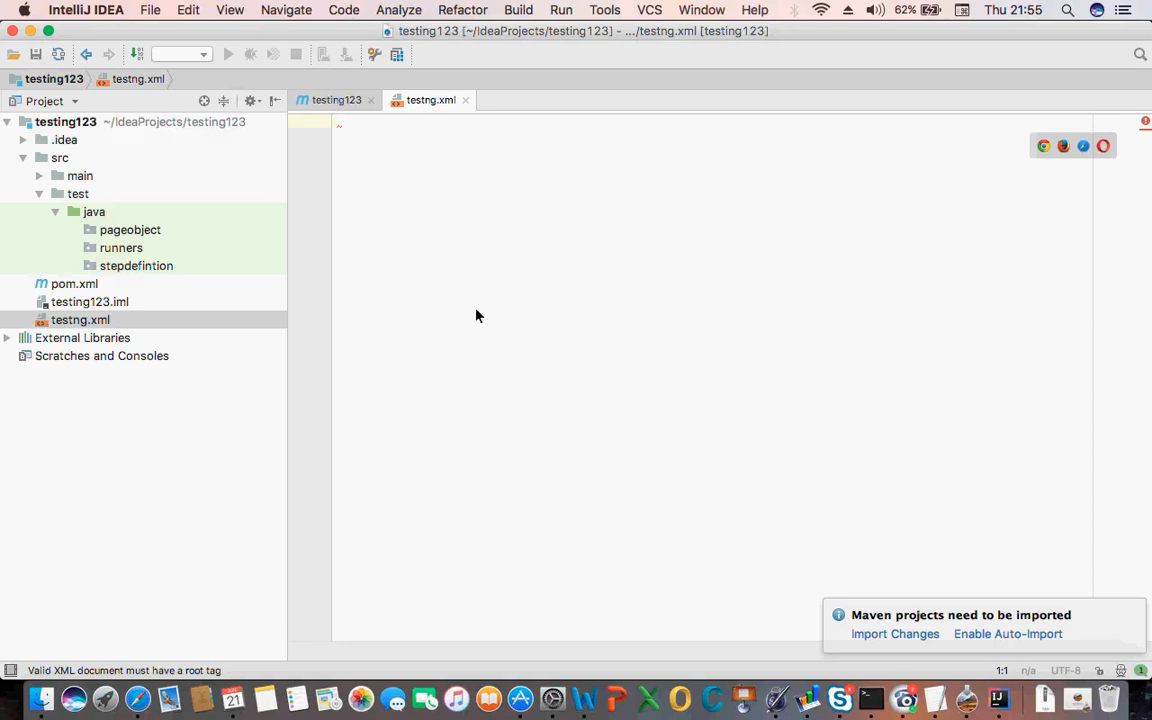 IntelliJ IDEA File Edit View Navigate Code Analyze Refactor Build Run Tools VCS Window Help 62% Thu 21:55
testing123 [~/IdeaProjects/testing123] - .../testng.xml [testing123]
testing123 testng.xml
Project testing123 testng.xml
testing123 ~/IdeaProjects/testing123
.idea
src
main
test
java
pageobject
runners
stepdefintion
pom.xml
testing123.iml
testng.xml
External Libraries
Scratches and Consoles
Maven projects need to be imported
Import Changes Enable Auto-Import
Valid XML document must have a root tag 1:1 n/a UTF-8 1